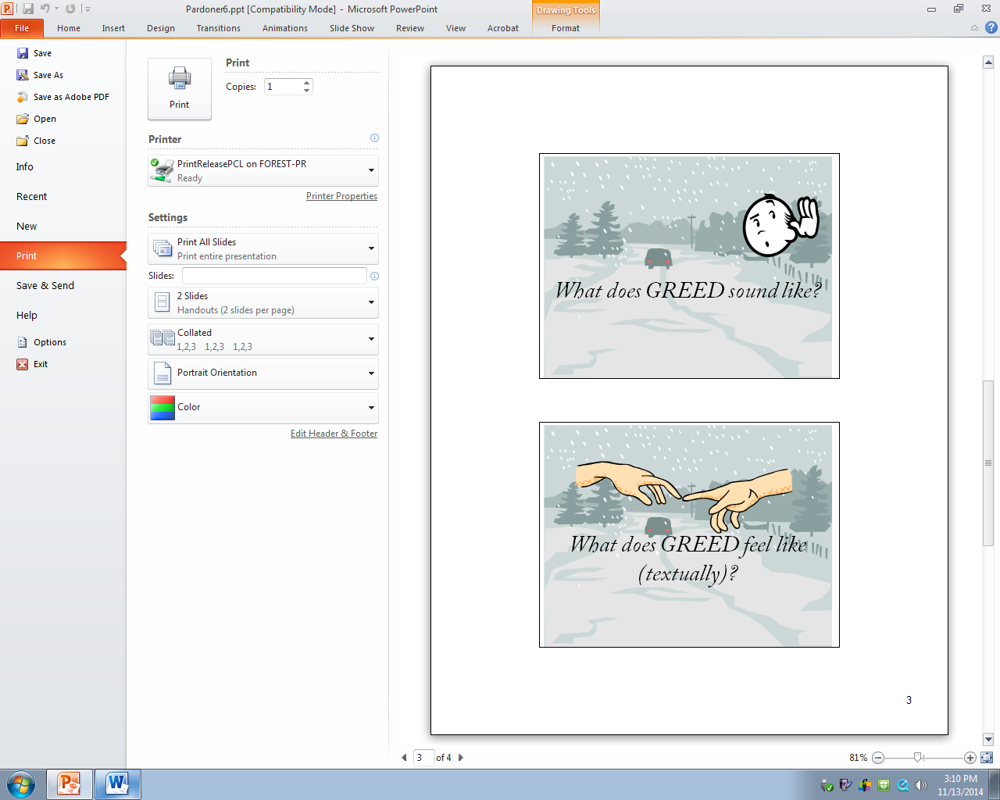 Pardoner6.ppt [Compatibility Mode] - Microsoft PowerPoint
Drawing Tools
File Home Insert Design Transitions Animations Slide Show Review View Acrobat Format
Save
Save As
Save as Adobe PDF
Open
Close
Info
Recent
New
Print
Save & Send
Help
Options
Exit
Print
Print
Copies: 1
Printer
PrintReleasePCL on FOREST-PR
Ready
Printer Properties
Settings
Print All Slides
Print entire presentation
Slides:
2 Slides
Handouts (2 slides per page)
Collated
1,2,3 1,2,3 1,2,3
Portrait Orientation
Color
Edit Header & Footer
What does GREED sound like?
What does GREED feel like
(textually)?
3
3 of 4
81%
3:10 PM
11/13/2014